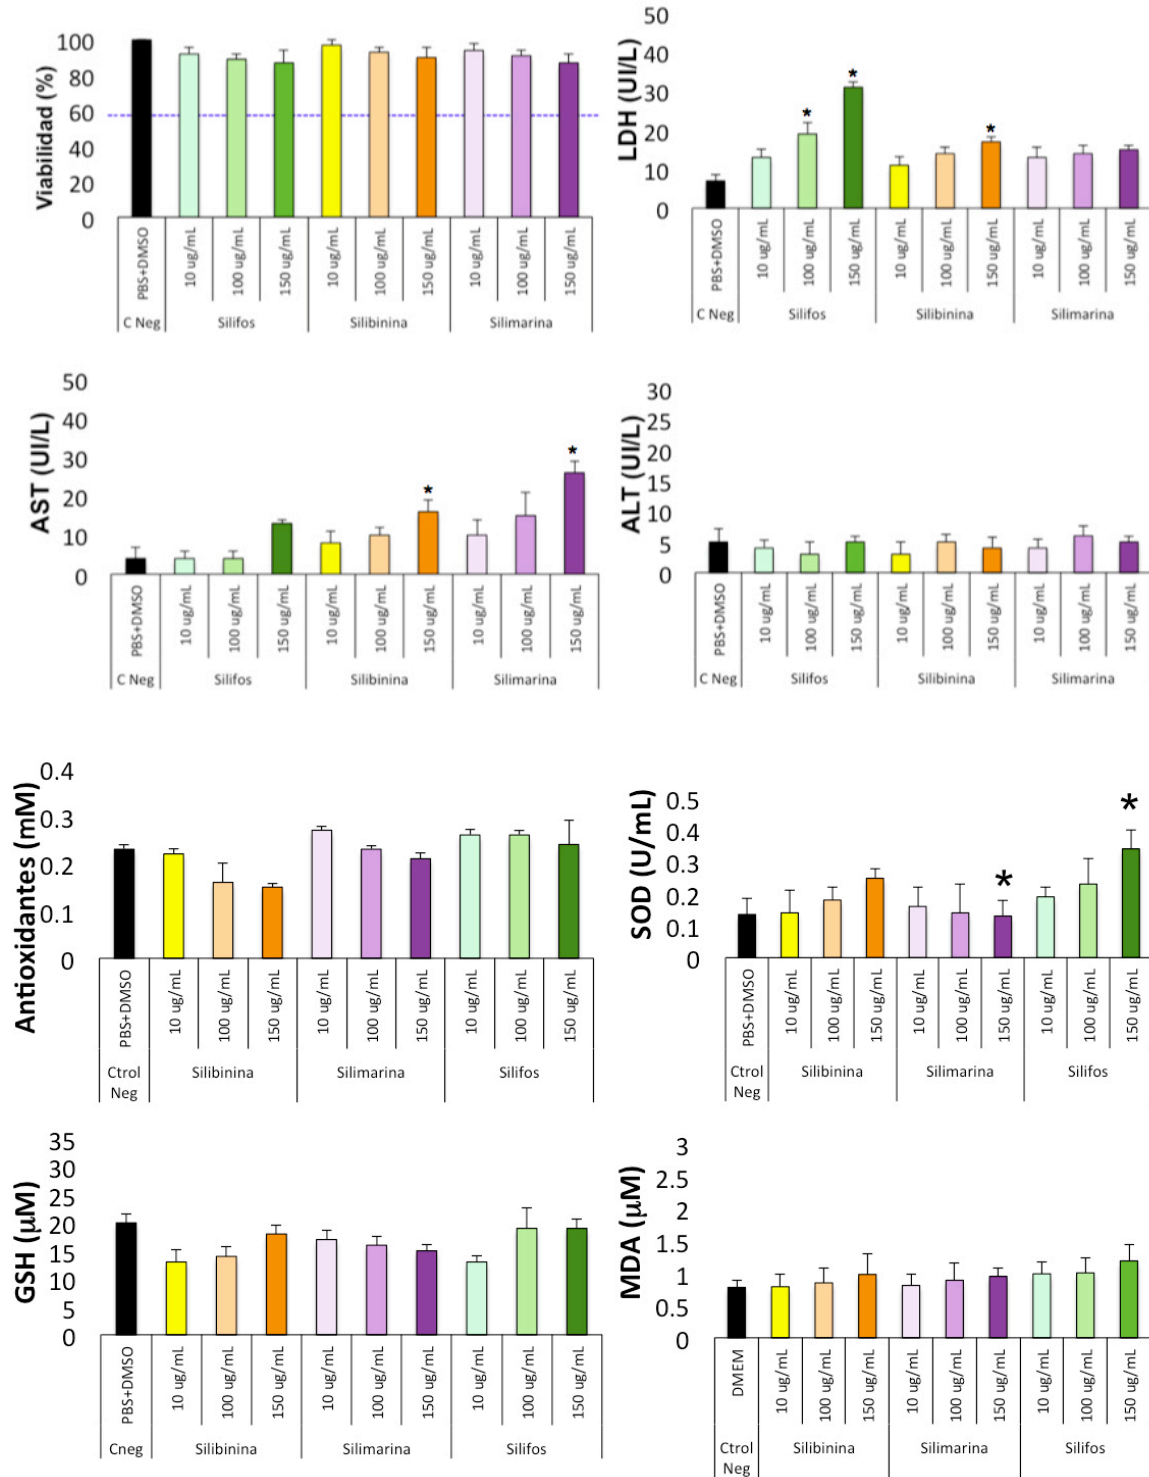 Viabilidad (%)
100
80
60
40
20
0
PBS+DMSO
10 ug/mL
100 ug/mL
150 ug/mL
10 ug/mL
100 ug/mL
150 ug/mL
10 ug/mL
100 ug/mL
150 ug/mL
C Neg Silifos Silibinina Silimarina
LDH (UI/L)
50
40
30
20
10
0
* * *
PBS+DMSO
10 ug/mL
100 ug/mL
150 ug/mL
10 ug/mL
100 ug/mL
150 ug/mL
10 ug/mL
100 ug/mL
150 ug/mL
C Neg Silifos Silibinina Silimarina
AST (UI/L)
50
40
30
20
10
0
* *
PBS+DMSO
10 ug/mL
100 ug/mL
150 ug/mL
10 ug/mL
100 ug/mL
150 ug/mL
10 ug/mL
100 ug/mL
150 ug/mL
C Neg Silifos Silibinina Silimarina
ALT (UI/L)
30
25
20
15
10
5
0
PBS+DMSO
10 ug/mL
100 ug/mL
150 ug/mL
10 ug/mL
100 ug/mL
150 ug/mL
10 ug/mL
100 ug/mL
150 ug/mL
C Neg Silifos Silibinina Silimarina
Antioxidantes (mM)
0.4
0.3
0.2
0.1
0
PBS+DMSO
10 ug/mL
100 ug/mL
150 ug/mL
10 ug/mL
100 ug/mL
150 ug/mL
10 ug/mL
100 ug/mL
150 ug/mL
Ctrol Silibinina Silimarina Silifos
Neg
SOD (U/mL)
0.5
0.4
0.3
0.2
0.1
0
* *
PBS+DMSO
10 ug/mL
100 ug/mL
150 ug/mL
10 ug/mL
100 ug/mL
150 ug/mL
10 ug/mL
100 ug/mL
150 ug/mL
Ctrol Silibinina Silimarina Silifos
Neg
GSH (µM)
35
30
25
20
15
10
5
0
PBS+DMSO
10 ug/mL
100 ug/mL
150 ug/mL
10 ug/mL
100 ug/mL
150 ug/mL
10 ug/mL
100 ug/mL
150 ug/mL
Cneg Silibinina Silimarina Silifos
MDA (µM)
3
2.5
2
1.5
1
0.5
0
DMEM
10 ug/mL
100 ug/mL
150 ug/mL
10 ug/mL
100 ug/mL
150 ug/mL
10 ug/mL
100 ug/mL
150 ug/mL
Ctrol Silibinina Silimarina Silifos
Neg